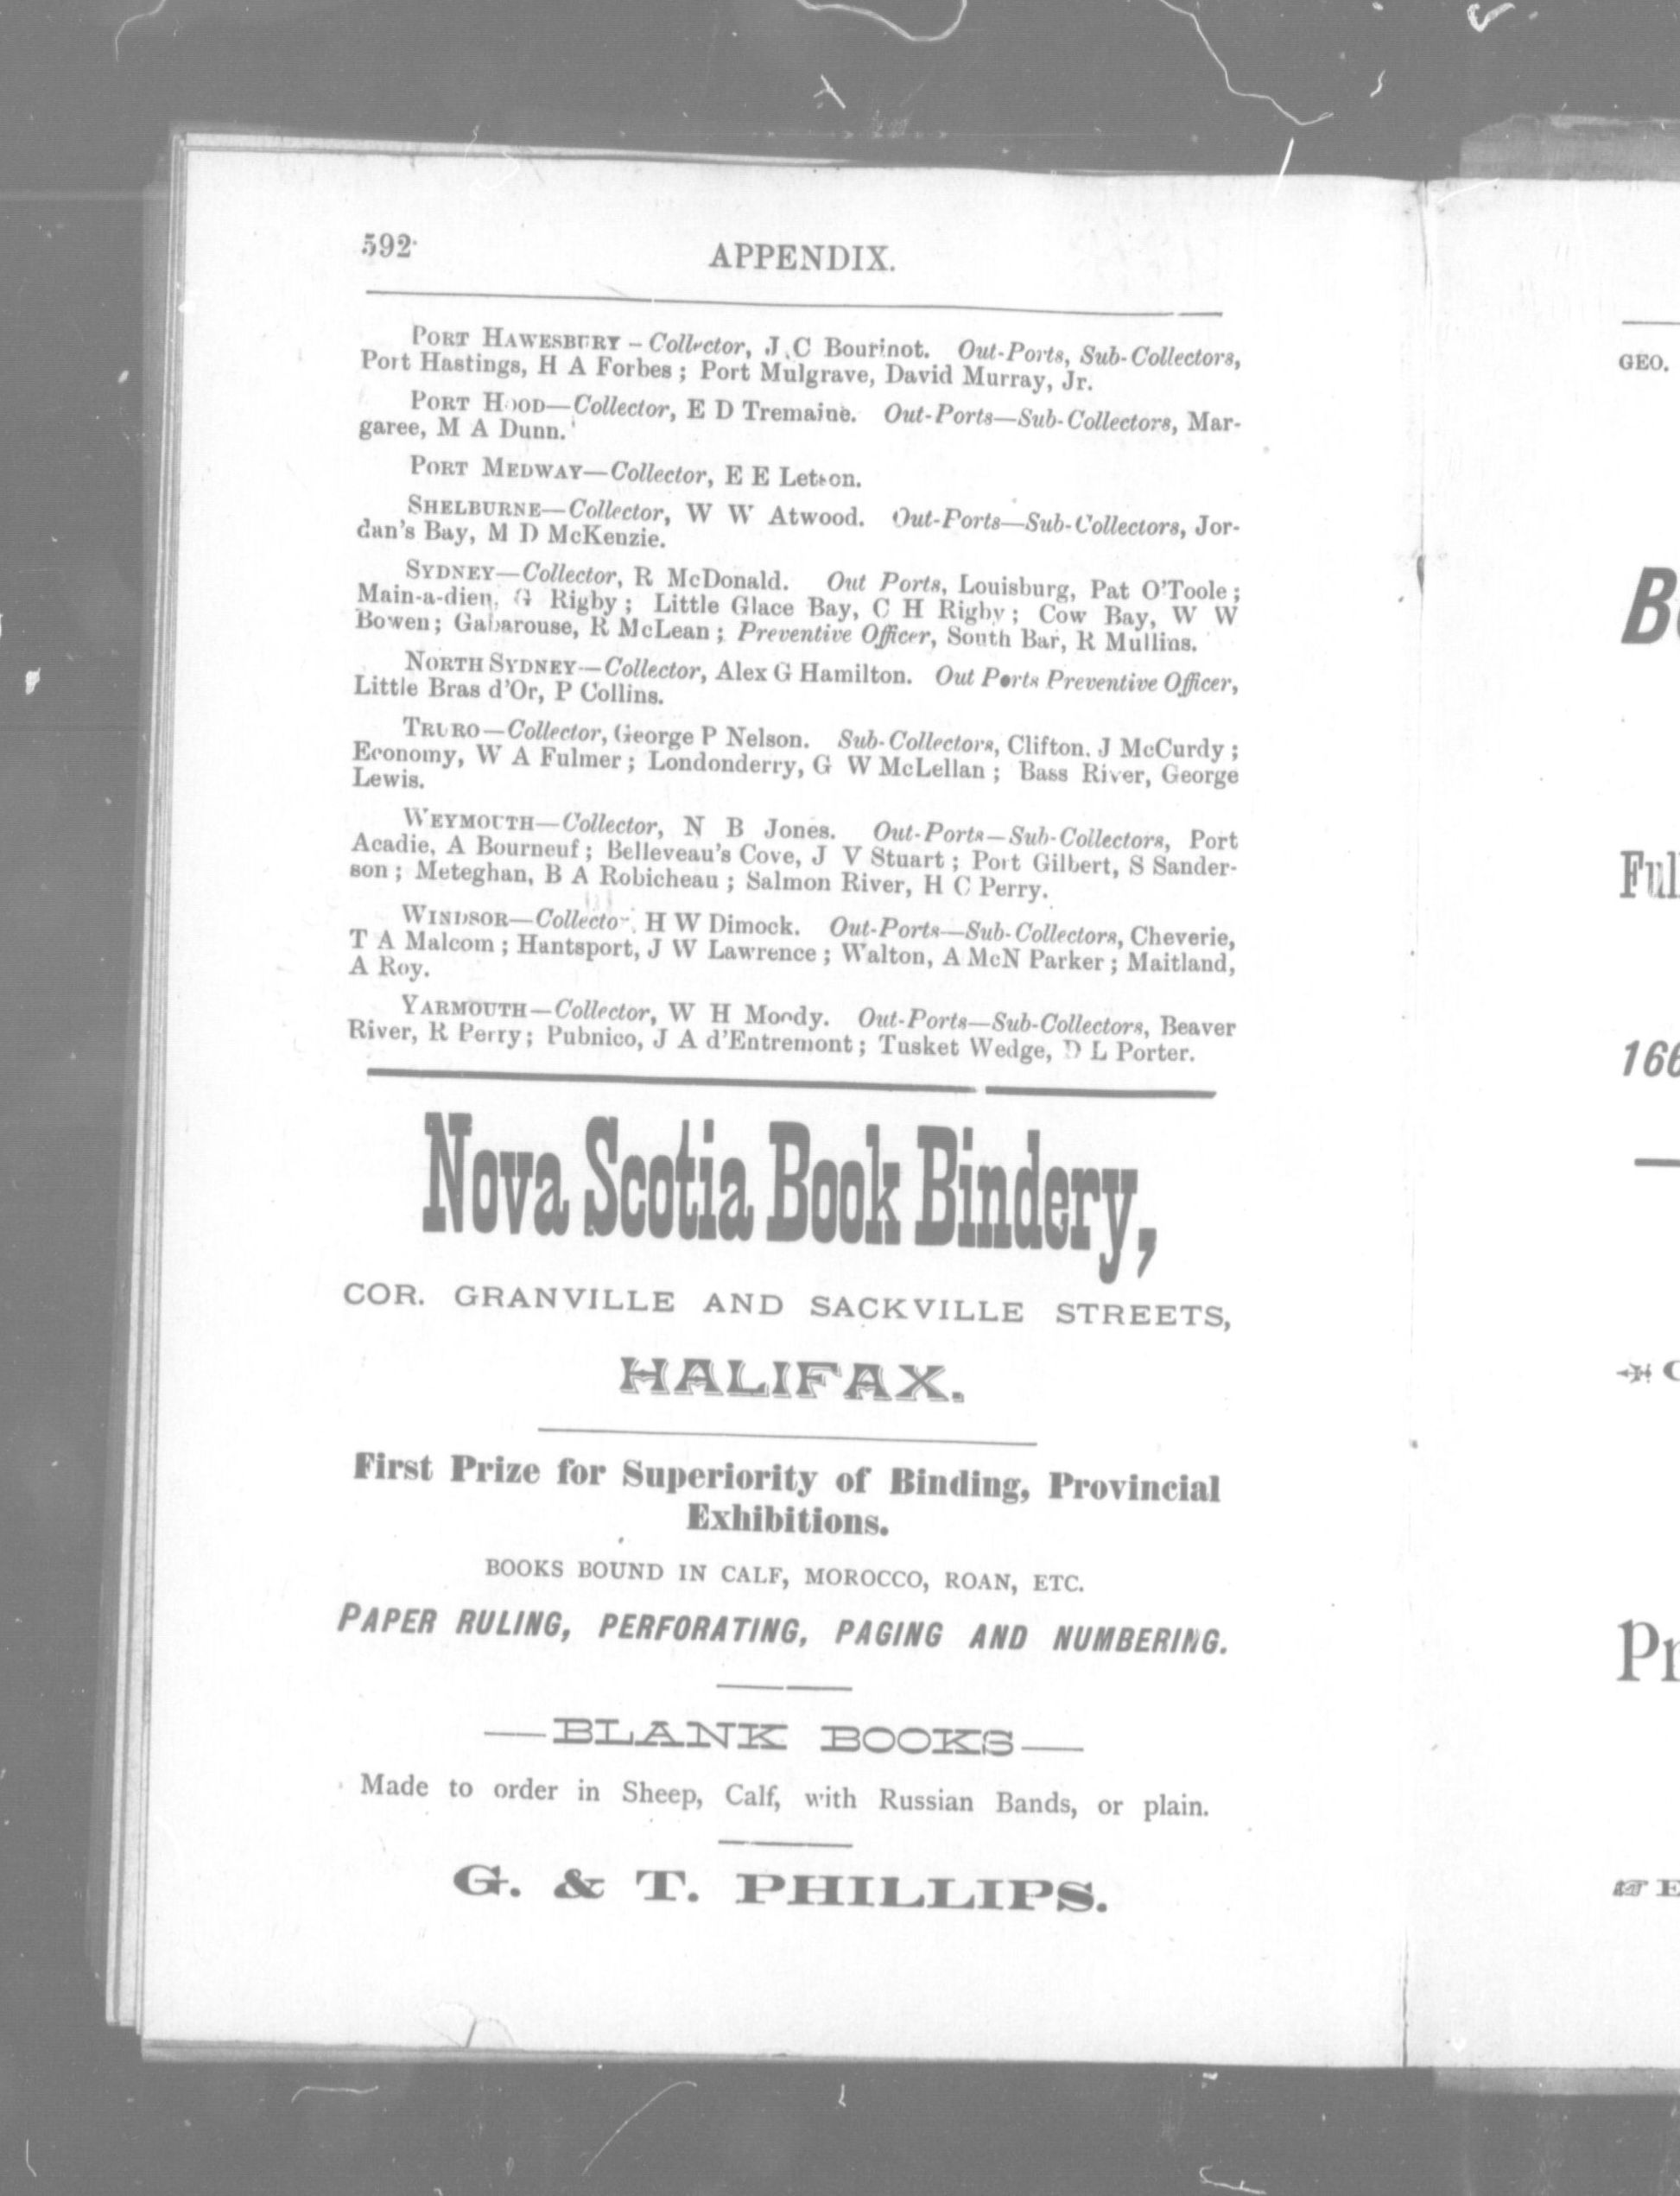 592
APPENDIX.
PORT HAWESBURY – Collector, J C Bourinot. Out-Ports, Sub-Collectors,
Port Hastings, H A Forbes ; Port Mulgrave, David Murray, Jr.
PORT HOOD—Collector, E D Tremaine. Out-Ports—Sub-Collectors, Mar-
garee, M A Dunn.
PORT MEDWAY—Collector, E E Letson.
SHELBURNE—Collector, W W Atwood. Out-Ports—Sub-Collectors, Jor-
dan's Bay, M D McKenzie.
SYDNEY—Collector, R McDonald. Out Ports, Louisburg, Pat O'Toole ;
Main-a-dieu, G Rigby ; Little Glace Bay, C H Rigby ; Cow Bay, W W
Bowen ; Gabarouse, R McLean ; Preventive Officer, South Bar, R Mullins.
NORTH SYDNEY—Collector, Alex G Hamilton. Out Ports Preventive Officer,
Little Bras d'Or, P Collins.
TRURO—Collector, George P Nelson. Sub-Collectors, Clifton. J McCurdy ;
Economy, W A Fulmer ; Londonderry, G W McLellan ; Bass River, George
Lewis.
WEYMOUTH—Collector, N B Jones. Out-Ports—Sub-Collectors, Port
Acadie, A Bourneuf ; Belleveau's Cove, J V Stuart ; Port Gilbert, S Sander-
son ; Meteghan, B A Robicheau ; Salmon River, H C Perry.
WINDSOR—Collector, H W Dimock. Out-Ports—Sub-Collectors, Cheverie,
T A Malcom ; Hantsport, J W Lawrence ; Walton, A McN Parker ; Maitland,
A Roy.
YARMOUTH—Collector, W H Moody. Out-Ports—Sub-Collectors, Beaver
River, R Perry ; Pubnico, J A d'Entremont ; Tusket Wedge, D L Porter.
Nova Scotia Book Bindery,
COR. GRANVILLE AND SACKVILLE STREETS,
HALIFAX.
First Prize for Superiority of Binding, Provincial
Exhibitions.
BOOKS BOUND IN CALF, MOROCCO, ROAN, ETC.
PAPER RULING, PERFORATING, PAGING AND NUMBERING.
—BLANK BOOKS—
Made to order in Sheep, Calf, with Russian Bands, or plain.
G. & T. PHILLIPS.
GEO.
166